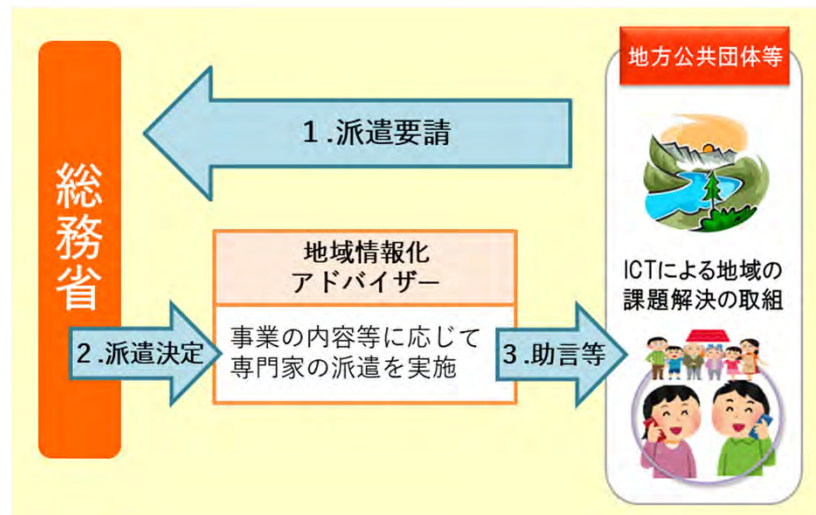 地方公共団体等
1.派遣要請
総務省
地域情報化
アドバイザー
ICTによる地域の
課題解決の取組
2.派遣決定
事業の内容等に応じて
専門家の派遣を実施
3.助言等